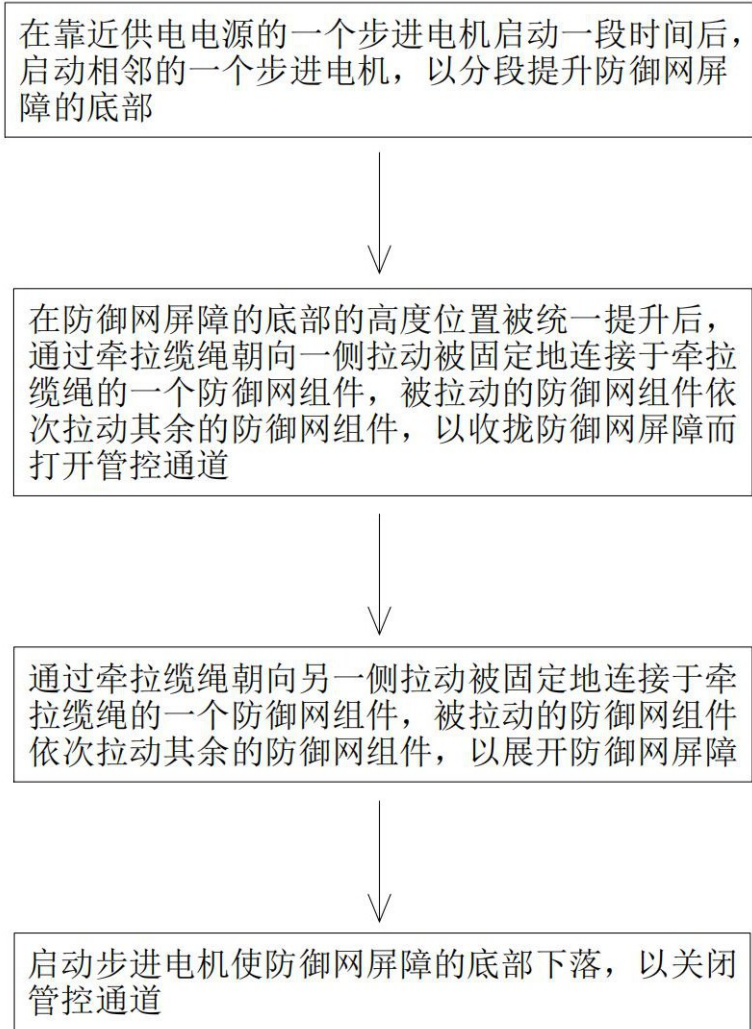 在靠近供电电源的一个步进电机启动一段时间后，
启动相邻的一个步进电机，以分段提升防御网屏
障的底部
在防御网屏障的底部的高度位置被统一提升后，
通过牵拉缆绳朝向一侧拉动被固定地连接于牵拉
缆绳的一个防御网组件，被拉动的防御网组件依
次拉动其余的防御网组件，以收拢防御网屏障而
打开管控通道
通过牵拉缆绳朝向另一侧拉动被固定地连接于牵
拉缆绳的一个防御网组件，被拉动的防御网组件
依次拉动其余的防御网组件，以展开防御网屏障
启动步进电机使防御网屏障的底部下落，以关闭
管控通道